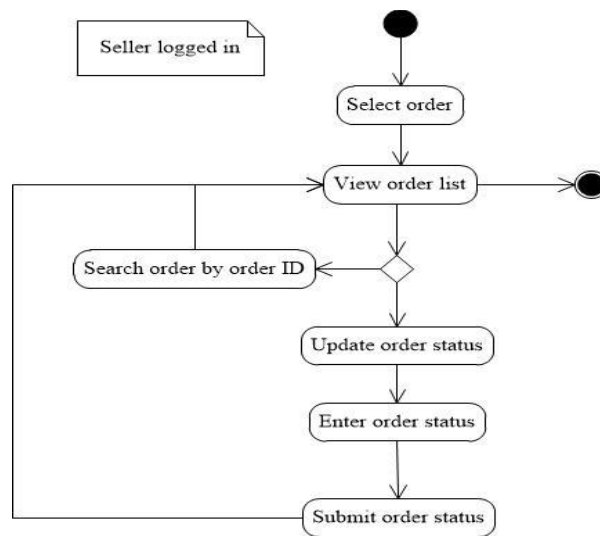 Seller logged in
Select order
View order list
Search order by order ID
Update order status
Enter order status
Submit order status